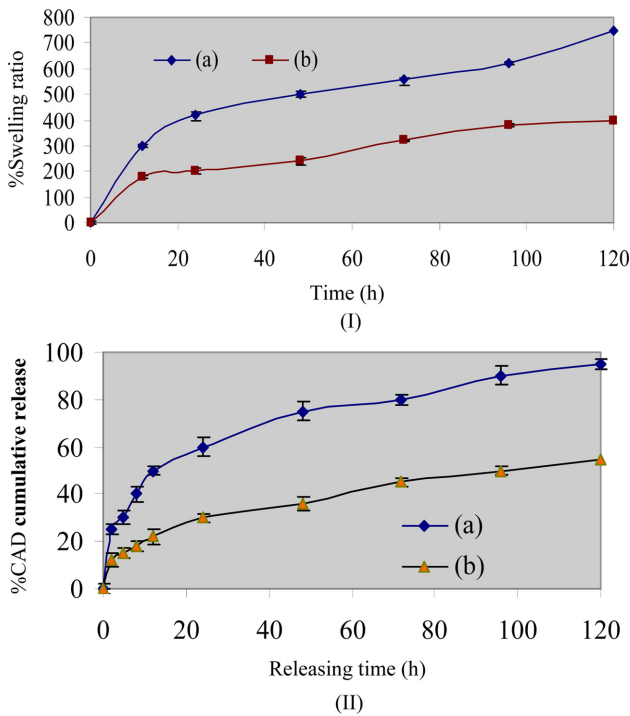 %Swelling ratio
800
700
600
500
400
300
200
100
0
(a) (b)
0 20 40 60 80 100 120
Time (h)
(I)
%CAD cumulative release
100
80
60
40
20
0
(a)
(b)
0 20 40 60 80 100 120
Releasing time (h)
(II)